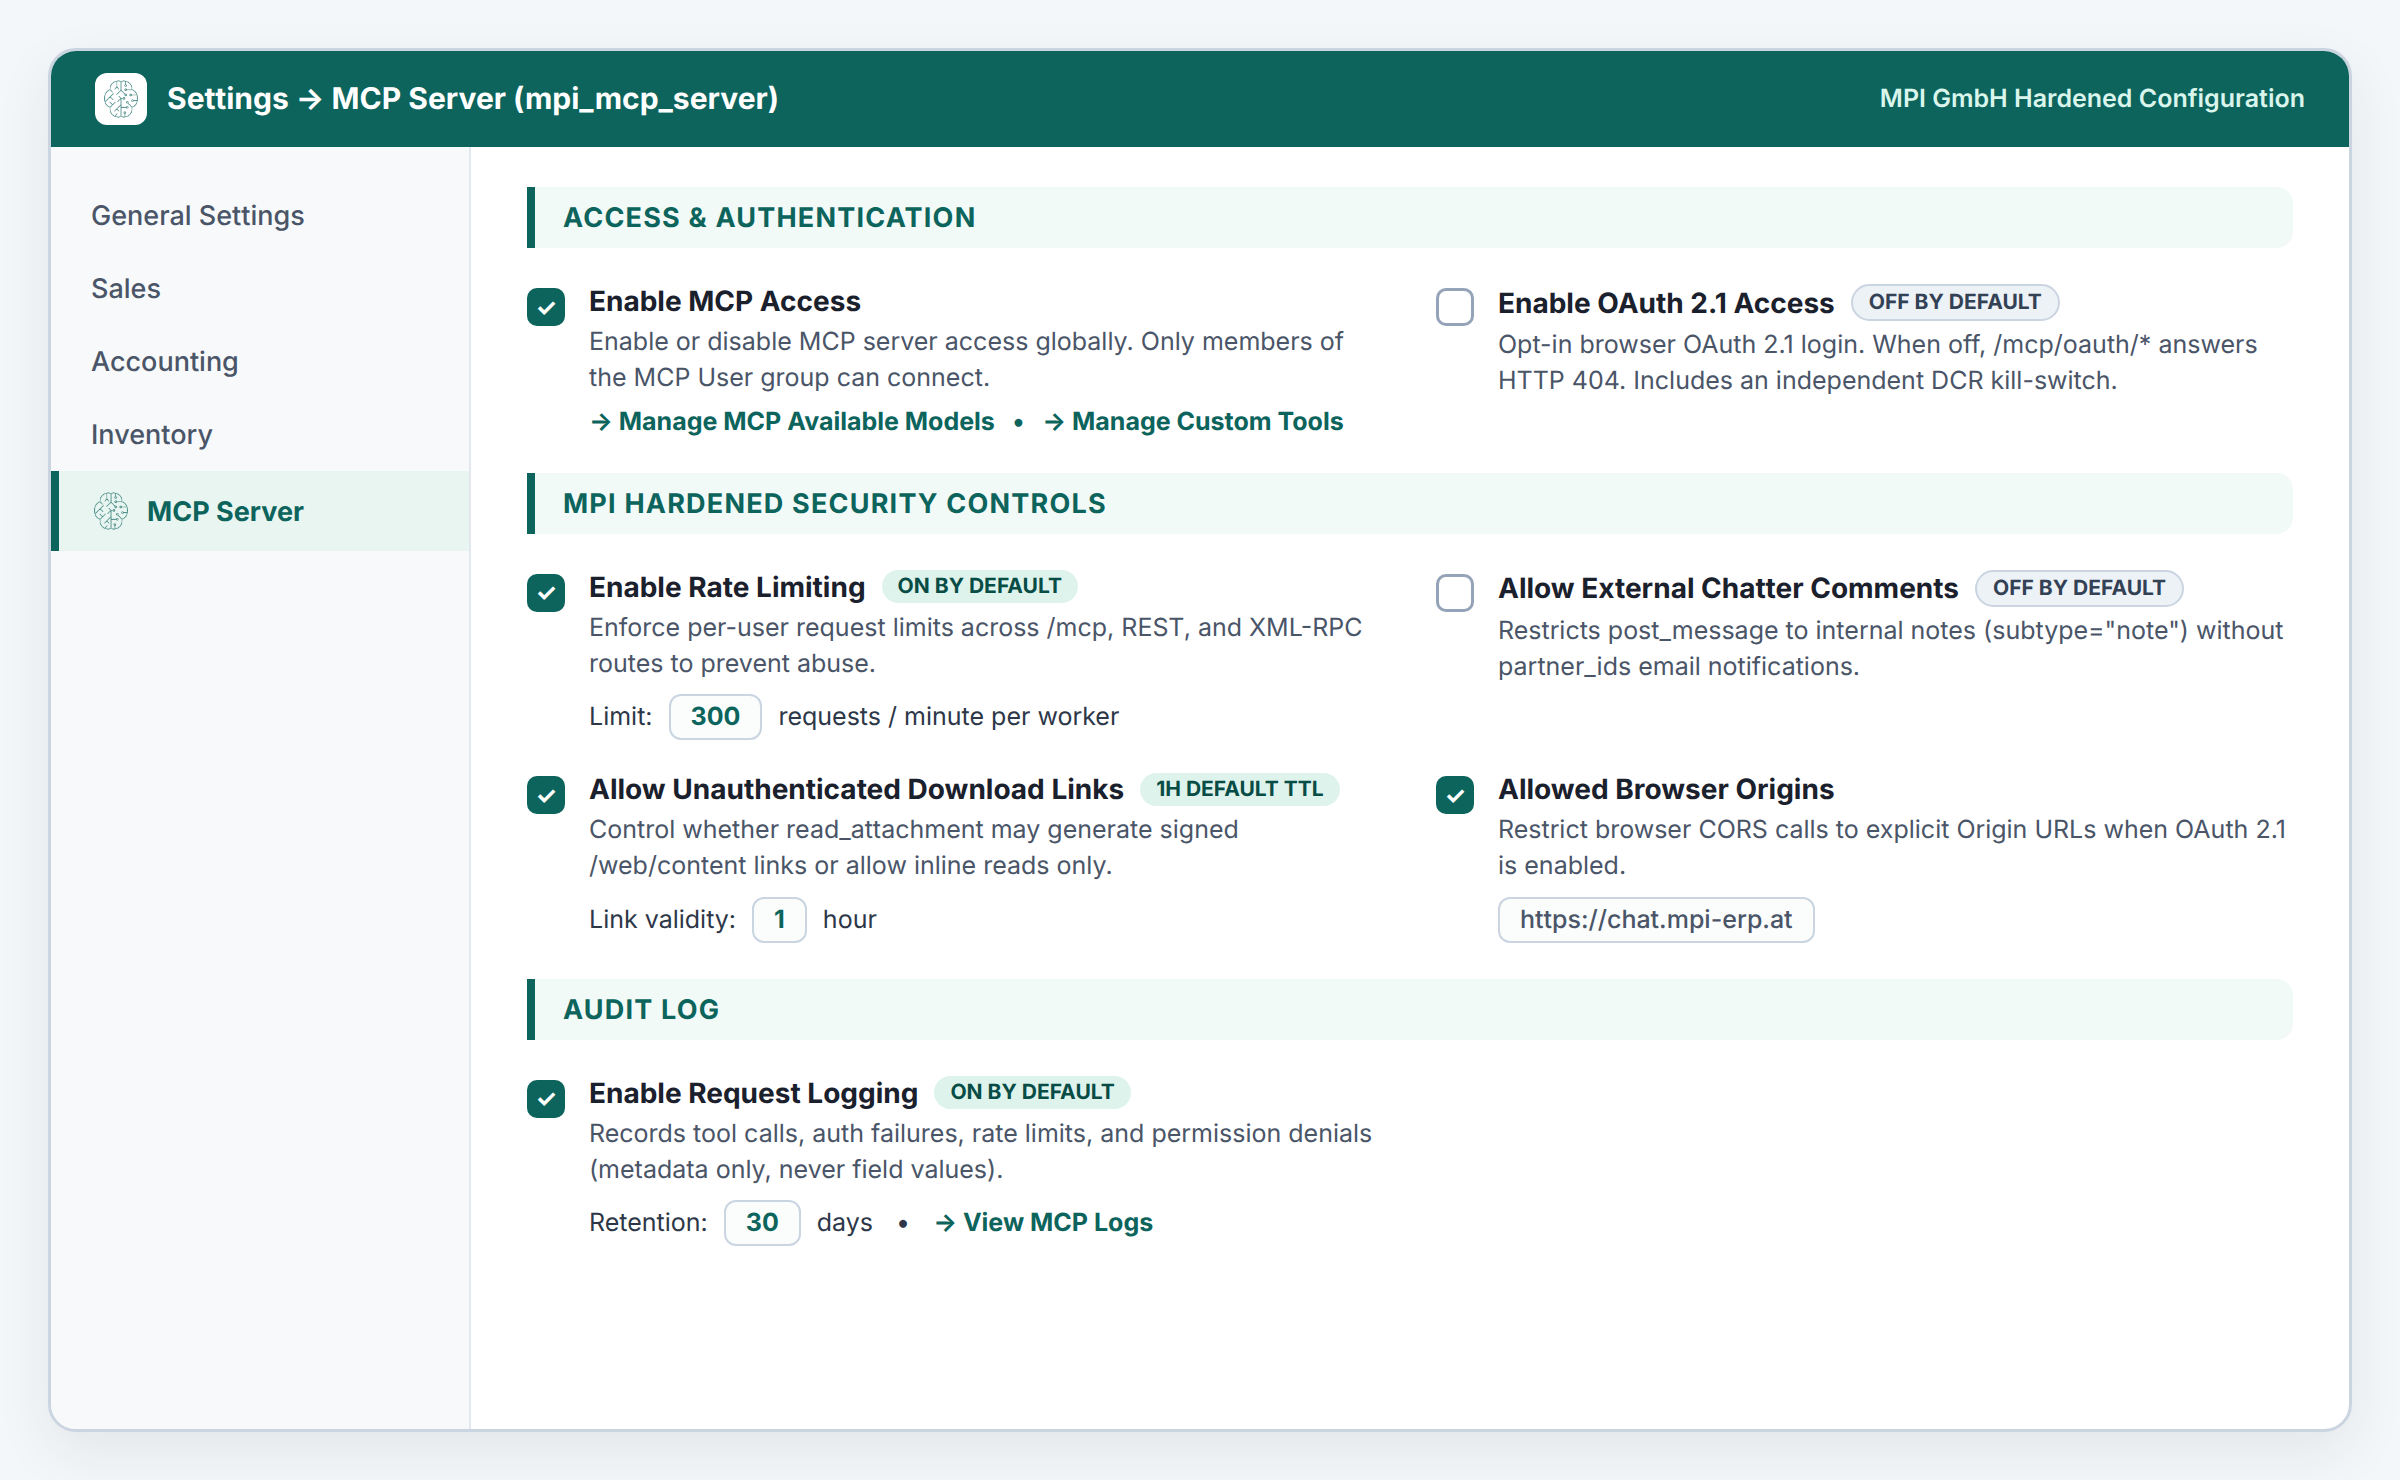 Settings → MCP Server (mpi_mcp_server)
MPI GmbH Hardened Configuration
General Settings
Sales
Accounting
Inventory
MCP Server
ACCESS & AUTHENTICATION
Enable MCP Access
Enable or disable MCP server access globally. Only members of
the MCP User group can connect.
→ Manage MCP Available Models • → Manage Custom Tools
Enable OAuth 2.1 Access OFF BY DEFAULT
Opt-in browser OAuth 2.1 login. When off, /mcp/oauth/* answers
HTTP 404. Includes an independent DCR kill-switch.
MPI HARDENED SECURITY CONTROLS
Enable Rate Limiting ON BY DEFAULT
Enforce per-user request limits across /mcp, REST, and XML-RPC
routes to prevent abuse.
Limit: 300 requests / minute per worker
Allow External Chatter Comments OFF BY DEFAULT
Restricts post_message to internal notes (subtype="note") without
partner_ids email notifications.
Allow Unauthenticated Download Links 1H DEFAULT TTL
Control whether read_attachment may generate signed
/web/content links or allow inline reads only.
Link validity: 1 hour
Allowed Browser Origins
Restrict browser CORS calls to explicit Origin URLs when OAuth 2.1
is enabled.
https://chat.mpi-erp.at
AUDIT LOG
Enable Request Logging ON BY DEFAULT
Records tool calls, auth failures, rate limits, and permission denials
(metadata only, never field values).
Retention: 30 days • → View MCP Logs